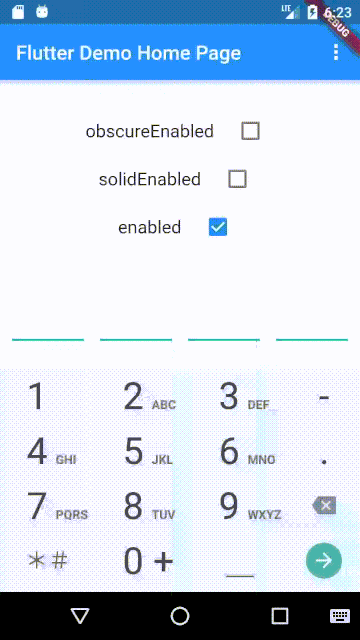 LTE 6:23
DEBUG
Flutter Demo Home Page
obscureEnabled
solidEnabled
enabled
1 2 ABC 3 DEF -
4 GHI 5 JKL 6 MNO .
7 PQRS 8 TUV 9 WXYZ
*# 0 + _